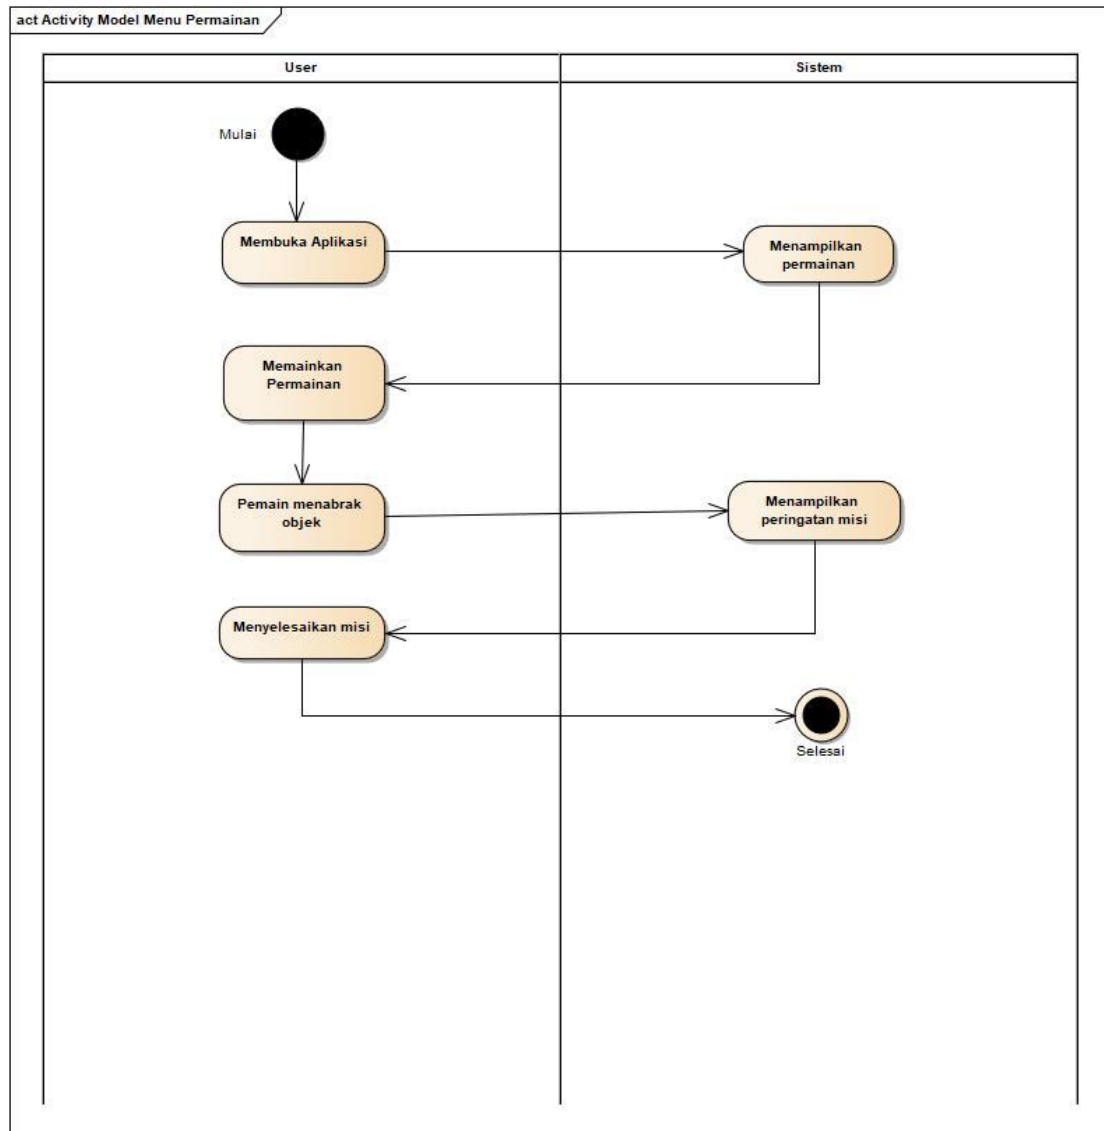 act Activity Model Menu Permainan
User
Sistem
Mulai
Membuka Aplikasi
Menampilkan
permainan
Memainkan
Permainan
Pemain menabrak
objek
Menampilkan
peringatan misi
Menyelesaikan misi
Selesai